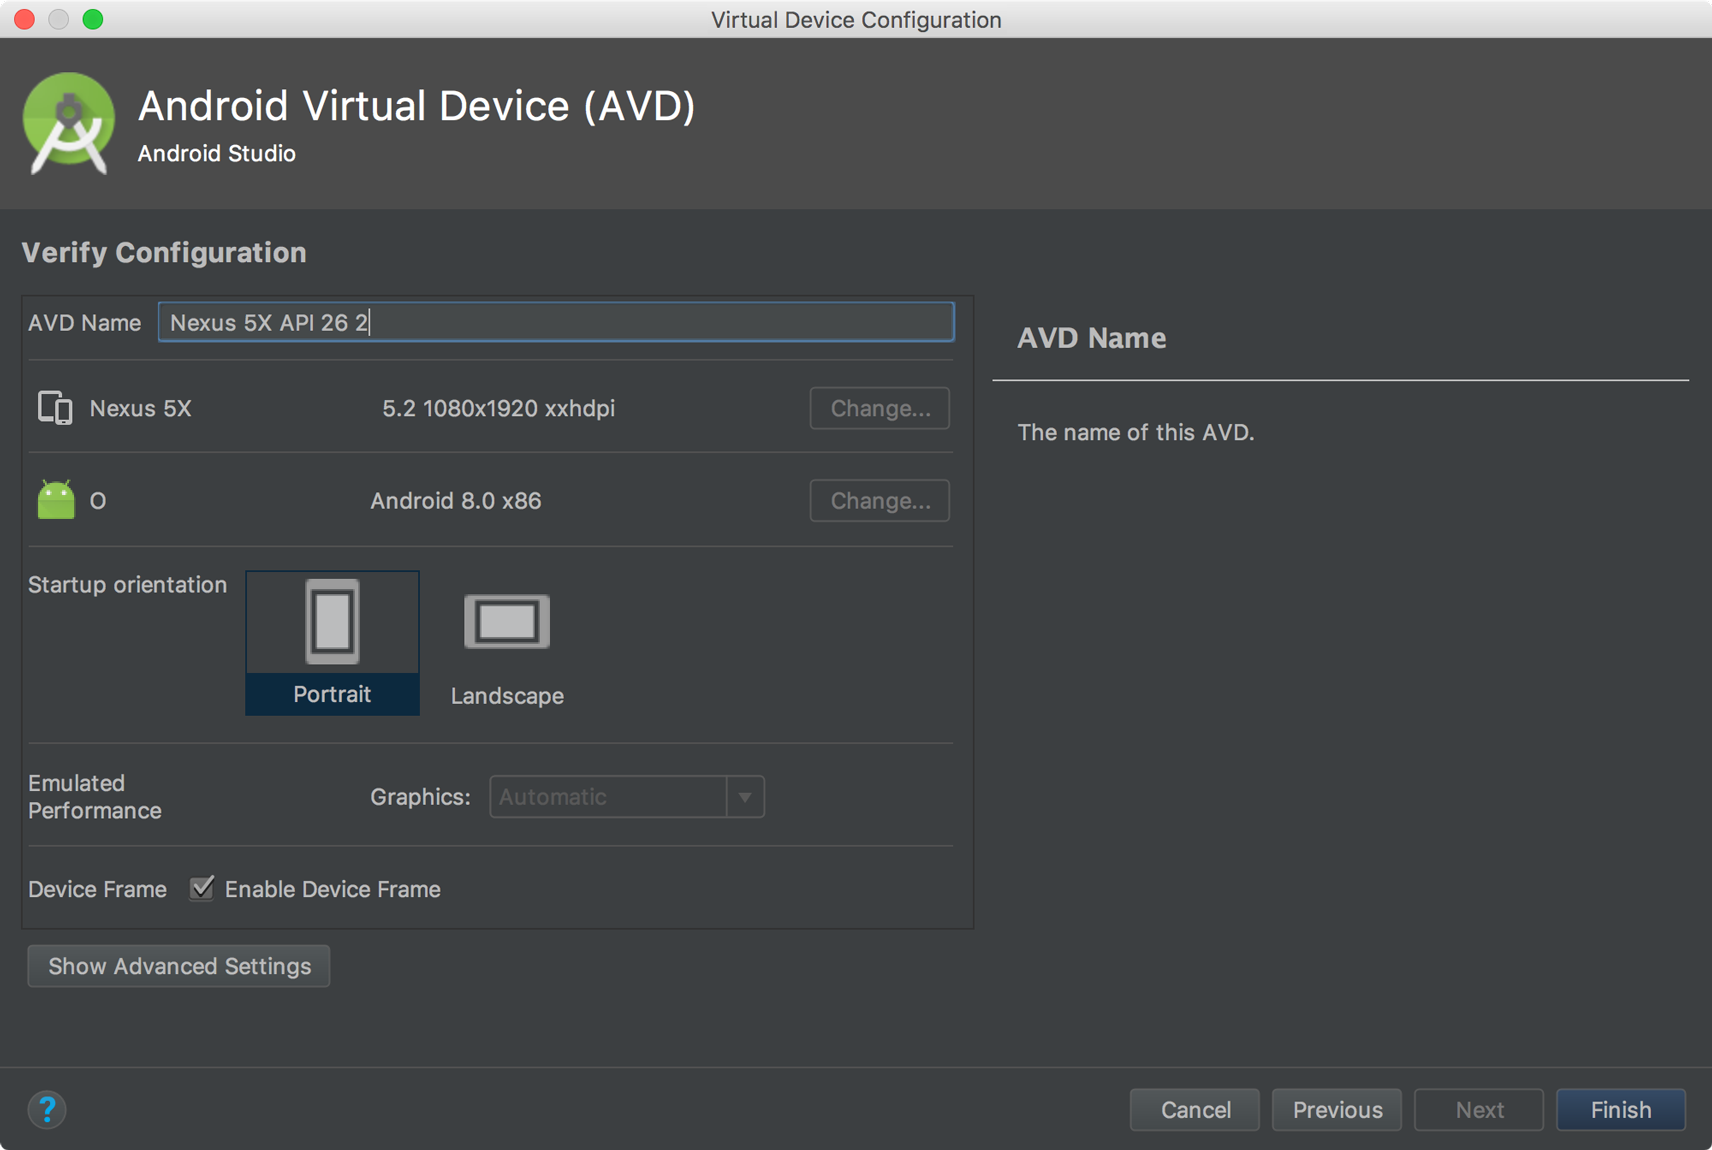 Virtual Device Configuration
Android Virtual Device (AVD)
Android Studio
Verify Configuration
AVD Name Nexus 5X API 26 2
Nexus 5X 5.2 1080x1920 xxhdpi Change...
O Android 8.0 x86 Change...
Startup orientation
Portrait
Landscape
Emulated
Performance
Graphics: Automatic
Device Frame Enable Device Frame
Show Advanced Settings
AVD Name
The name of this AVD.
?
Cancel Previous Next Finish